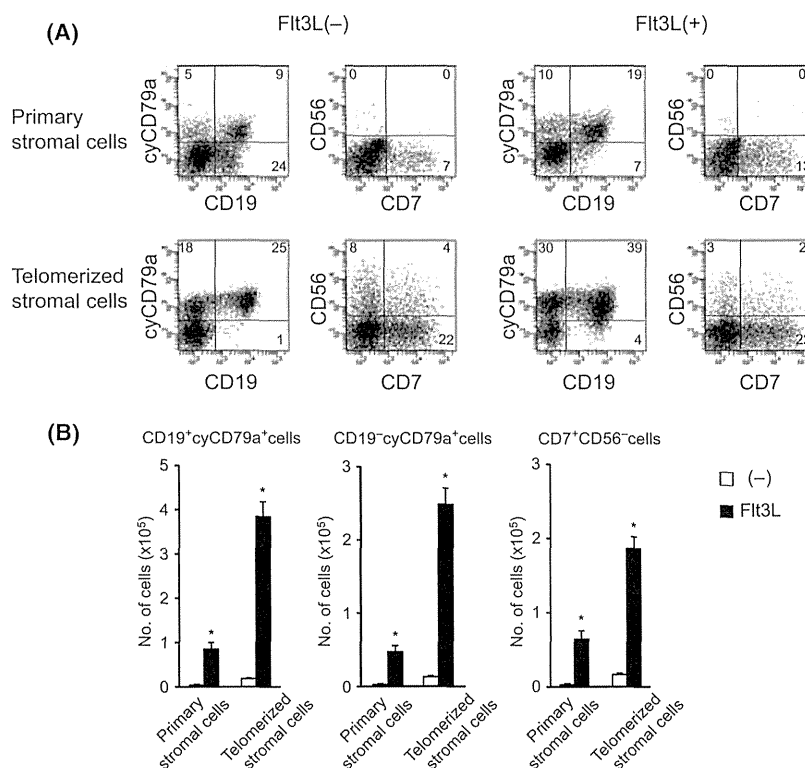 (A)
Flt3L(−)
Flt3L(+)
Primary
stromal cells
cyCD79a
5
9
24
CD19
CD56
0
0
7
CD7
cyCD79a
10
19
7
CD19
CD56
0
0
13
CD7
Telomerized
stromal cells
cyCD79a
18
25
1
CD19
CD56
8
4
22
CD7
cyCD79a
30
39
4
CD19
CD56
3
2
CD7
(B)
CD19⁺cyCD79a⁺cells
No. of cells (x10⁵)
5
4
3
2
1
0
*
*
Primary
stromal cells
Telomerized
stromal cells
CD19⁻cyCD79a⁺cells
No. of cells (x10⁵)
3
2
1
0
*
*
Primary
stromal cells
Telomerized
stromal cells
CD7⁺CD56⁻cells
No. of cells (x10⁵)
3
2
1
0
*
*
Primary
stromal cells
Telomerized
stromal cells
(−)
Flt3L